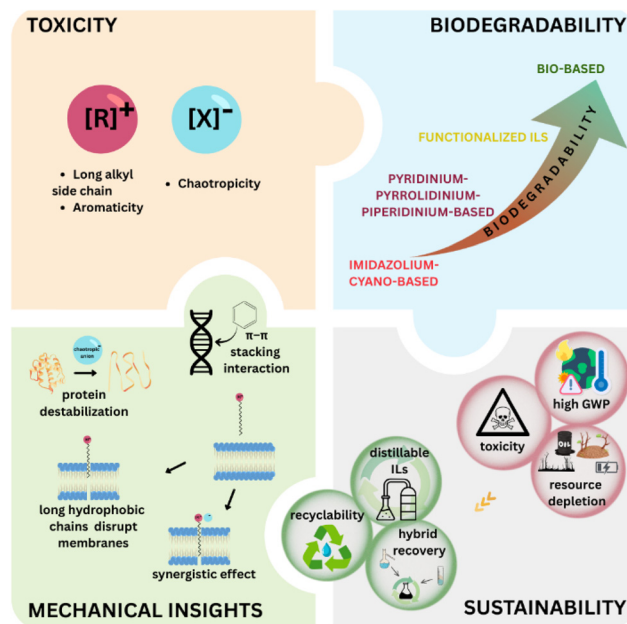 TOXICITY
[R]+
[X]-
• Long alkyl
side chain
• Aromaticity
• Chaotropicity
BIODEGRADABILITY
BIO-BASED
FUNCTIONALIZED ILS
PYRIDINIUM-
PYRROLIDINIUM-
PIPERIDINIUM-BASED
IMIDAZOLIUM-
CYANO-BASED
BIODEGRADABILITY
chaotropic
anion
protein
destabilization
π-π
stacking
interaction
long hydrophobic
chains disrupt
membranes
synergistic effect
MECHANICAL INSIGHTS
high GWP
toxicity
OIL
resource
depletion
distillable
ILs
recyclability
hybrid
recovery
SUSTAINABILITY